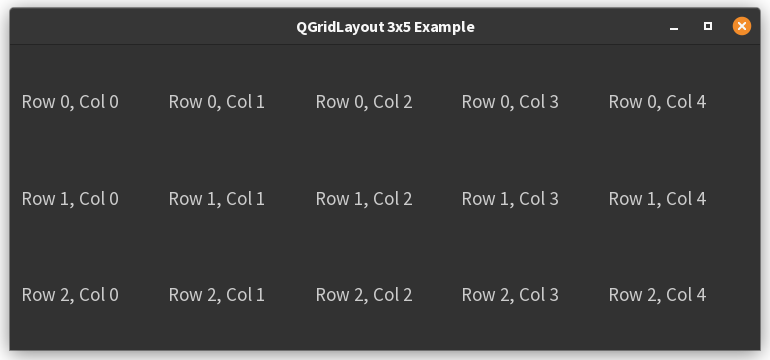 QGridLayout 3x5 Example
Row 0, Col 0 Row 0, Col 1 Row 0, Col 2 Row 0, Col 3 Row 0, Col 4
Row 1, Col 0 Row 1, Col 1 Row 1, Col 2 Row 1, Col 3 Row 1, Col 4
Row 2, Col 0 Row 2, Col 1 Row 2, Col 2 Row 2, Col 3 Row 2, Col 4